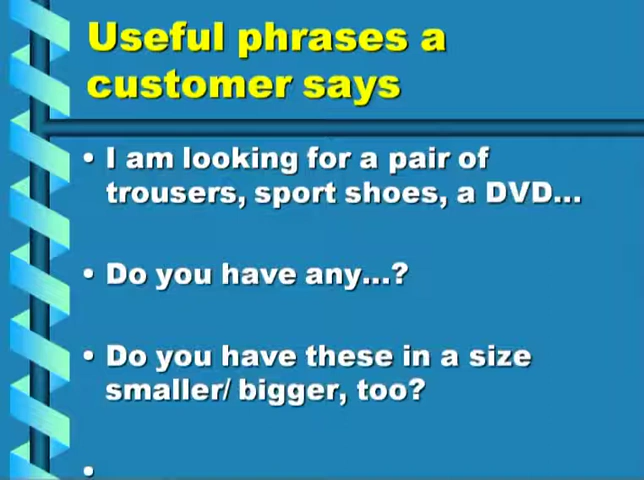 Useful phrases a
customer says
• I am looking for a pair of
trousers, sport shoes, a DVD...
• Do you have any...?
• Do you have these in a size
smaller/ bigger, too?
•